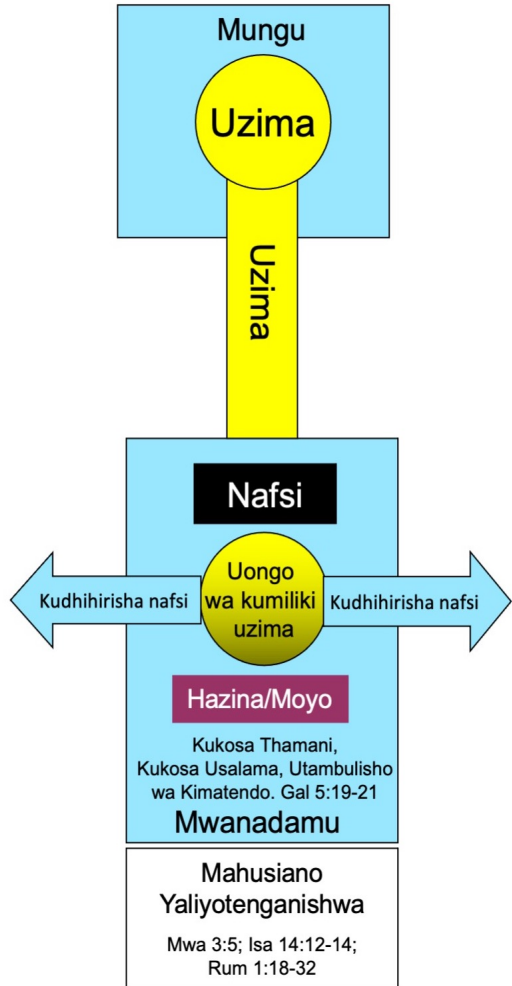 Mungu
Uzima
Uzima
Nafsi
Kudhihirisha nafsi
Uongo
wa kumiliki
uzima
Kudhihirisha nafsi
Hazina/Moyo
Kukosa Thamani,
Kukosa Usalama, Utambulisho
wa Kimatendo. Gal 5:19-21
Mwanadamu
Mahusiano
Yaliyotenganishwa
Mwa 3:5; Isa 14:12-14;
Rum 1:18-32